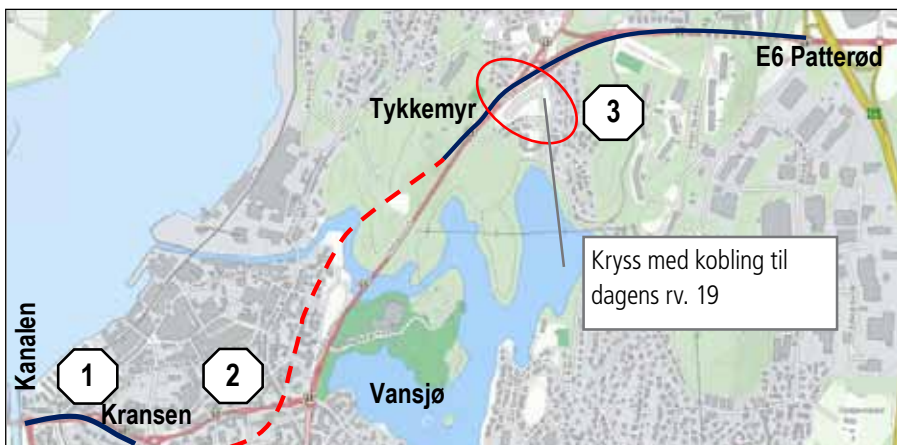 E6 Patterød
Tykkemyr
3
Kryss med kobling til
dagens rv. 19
Kanalen
1
2
Kransen
Vansjø